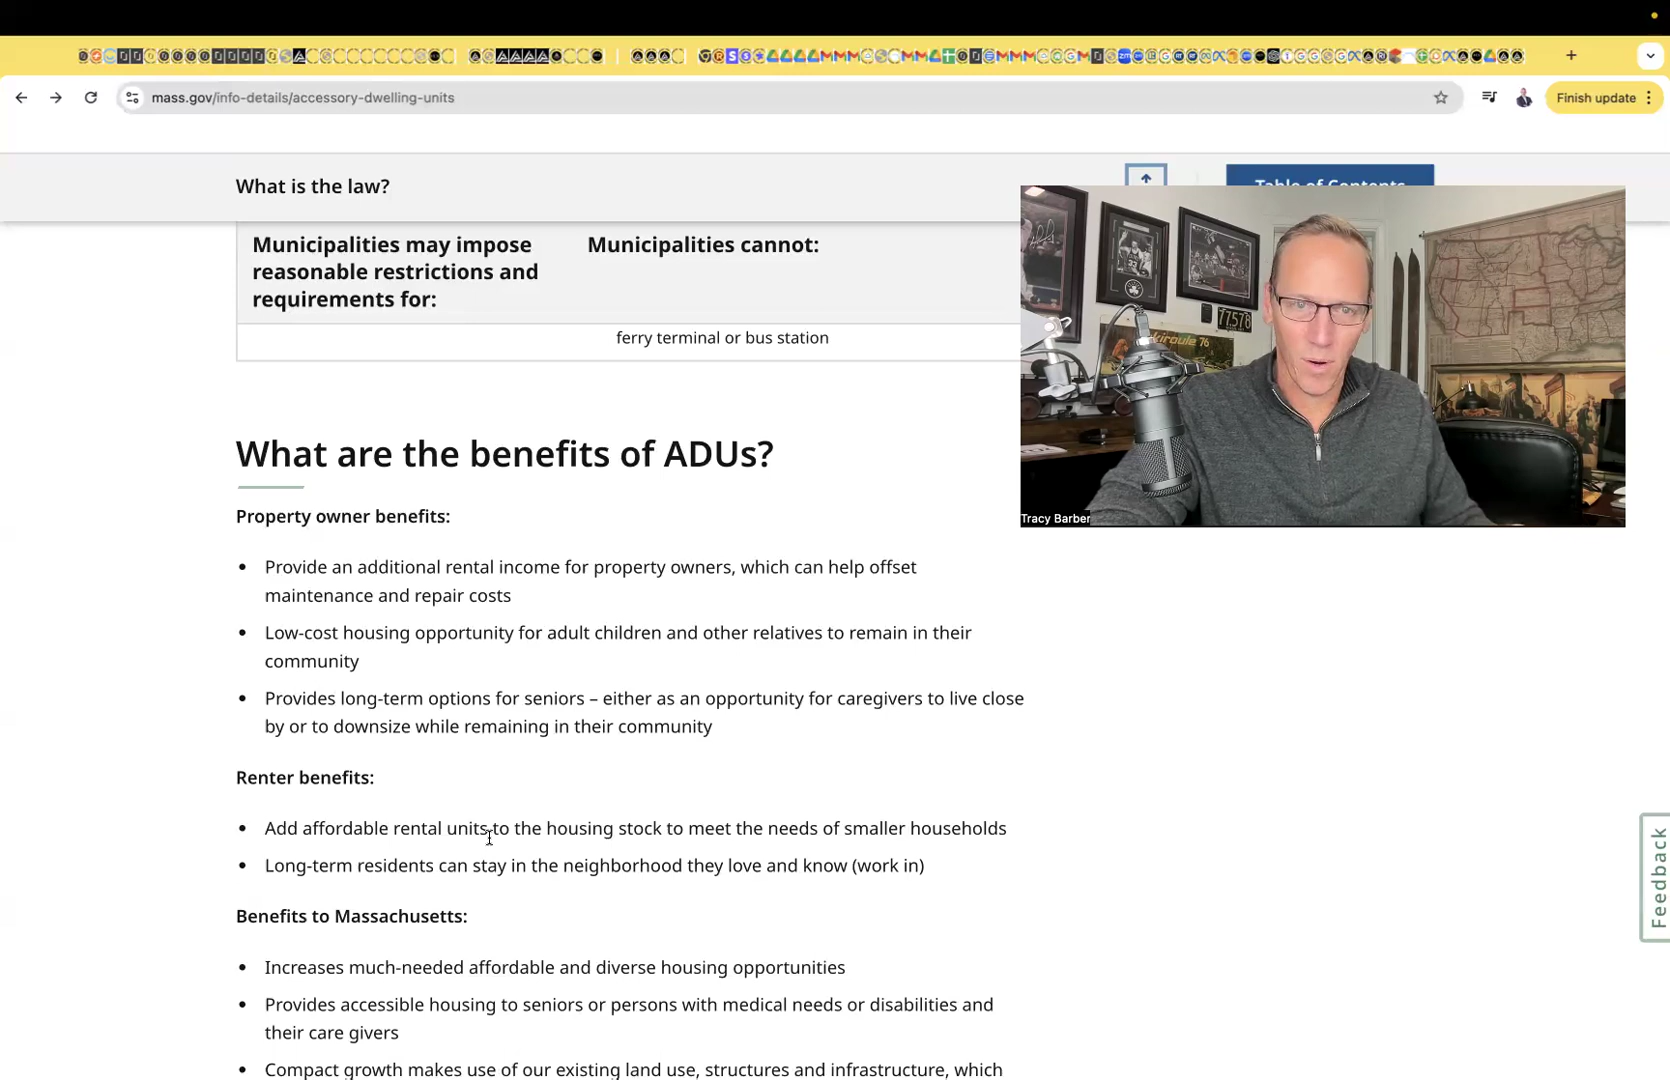 mass.gov/info-details/accessory-dwelling-units
Finish update
What is the law?
Table of Contents
Municipalities may impose
reasonable restrictions and
requirements for:
Municipalities cannot:
ferry terminal or bus station
What are the benefits of ADUs?
Property owner benefits:
• Provide an additional rental income for property owners, which can help offset
maintenance and repair costs
• Low-cost housing opportunity for adult children and other relatives to remain in their
community
• Provides long-term options for seniors – either as an opportunity for caregivers to live close
by or to downsize while remaining in their community
Renter benefits:
• Add affordable rental units to the housing stock to meet the needs of smaller households
• Long-term residents can stay in the neighborhood they love and know (work in)
Benefits to Massachusetts:
• Increases much-needed affordable and diverse housing opportunities
• Provides accessible housing to seniors or persons with medical needs or disabilities and
their care givers
• Compact growth makes use of our existing land use, structures and infrastructure, which
77576
Tracy Barber
Feedback